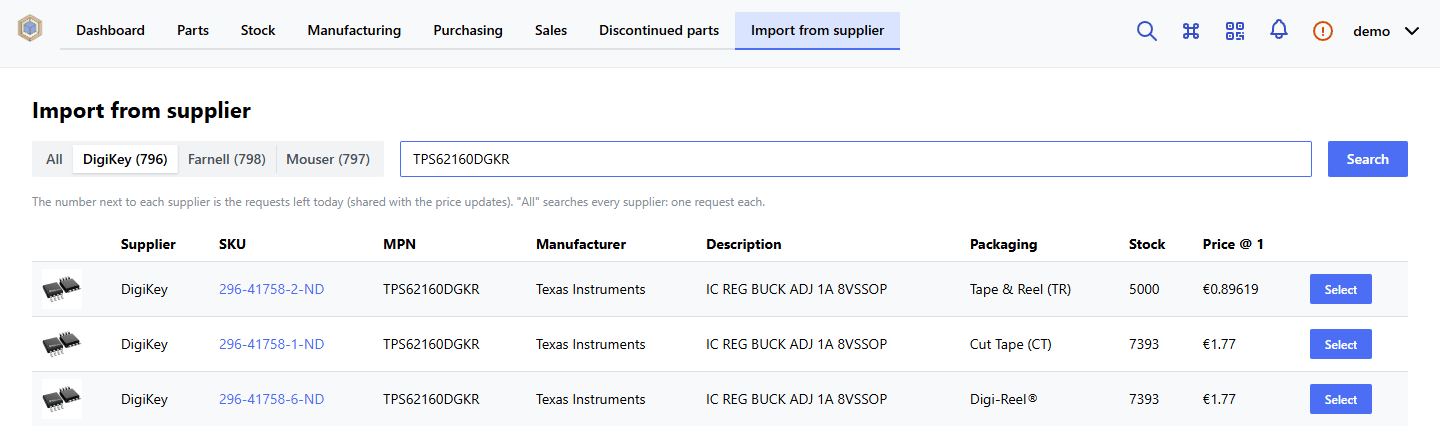 Dashboard Parts Stock Manufacturing Purchasing Sales Discontinued parts Import from supplier demo
Import from supplier
All DigiKey (796) Farnell (798) Mouser (797) TPS62160DGKR Search
The number next to each supplier is the requests left today (shared with the price updates). "All" searches every supplier: one request each.
Supplier SKU MPN Manufacturer Description Packaging Stock Price @ 1
DigiKey 296-41758-2-ND TPS62160DGKR Texas Instruments IC REG BUCK ADJ 1A 8VSSOP Tape & Reel (TR) 5000 €0.89619 Select
DigiKey 296-41758-1-ND TPS62160DGKR Texas Instruments IC REG BUCK ADJ 1A 8VSSOP Cut Tape (CT) 7393 €1.77 Select
DigiKey 296-41758-6-ND TPS62160DGKR Texas Instruments IC REG BUCK ADJ 1A 8VSSOP Digi-Reel® 7393 €1.77 Select